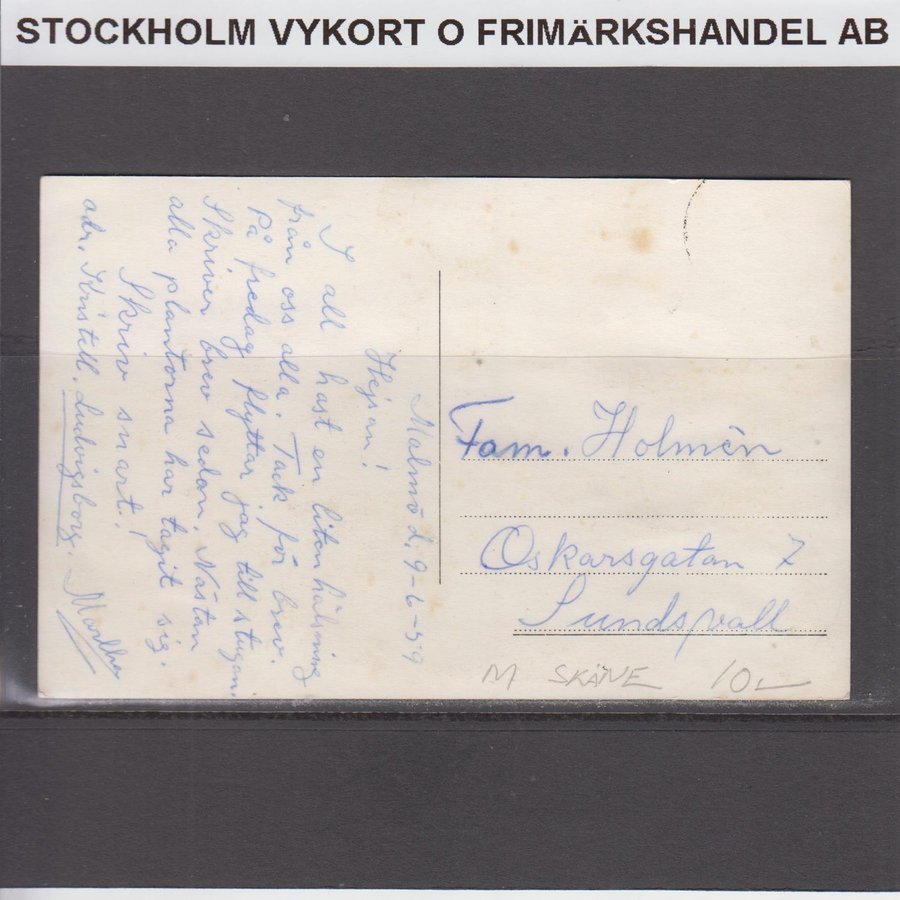 STOCKHOLM VYKORT O FRIMÄRKSHANDEL AB
Malmö d. 9-6-59
Hejsan!
I all hast en liten hälsning
från oss alla. Tack för brev.
På fredag flyttar jag till stugan.
Skriver brev sedan. Nästan
alla plantorna har tagit sig.
Skriv snart!
adr. Kristill. Ludvigsborg. Martha
Fam. Holmén
Oskarsgatan 7
Sundsvall
M SKÅNE 10-